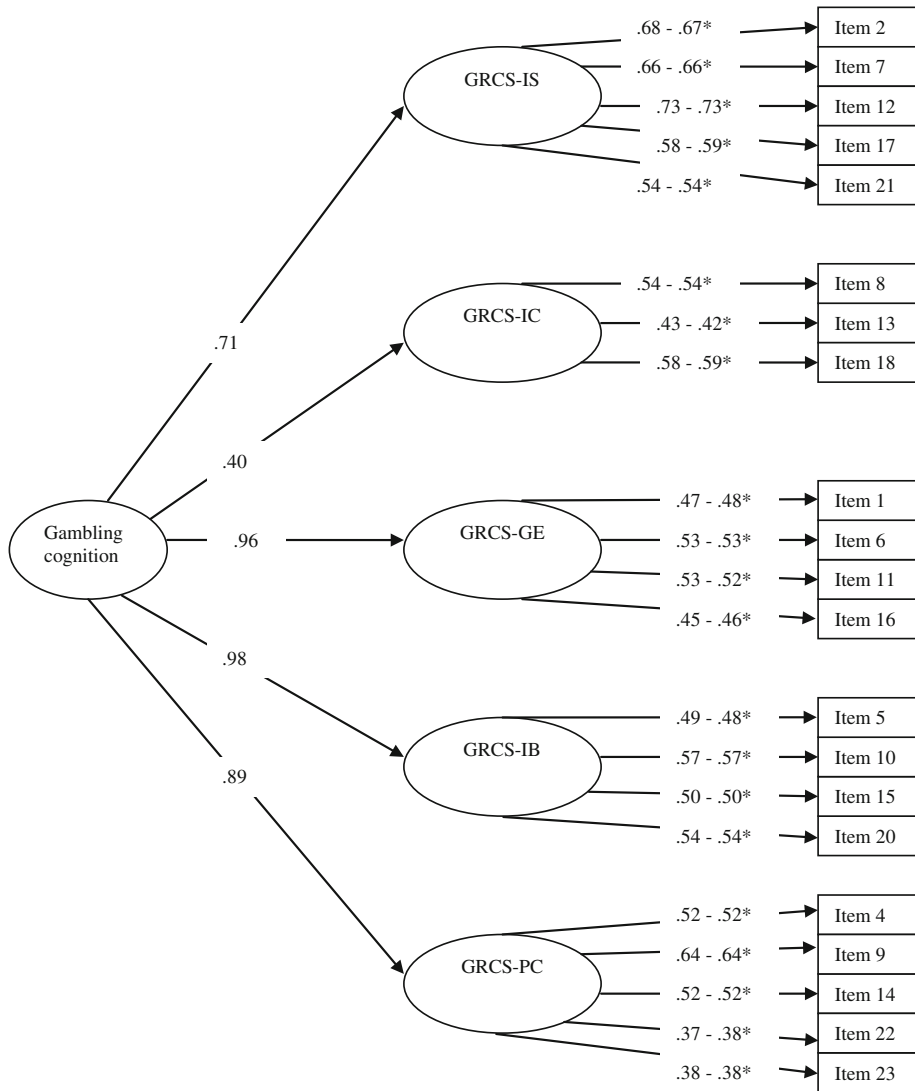 .68 - .67*
Item 2
GRCS-IS
.66 - .66*
Item 7
.73 - .73*
Item 12
.58 - .59*
Item 17
.54 - .54*
Item 21
.71
GRCS-IC
.54 - .54*
Item 8
.43 - .42*
Item 13
.58 - .59*
Item 18
.40
Gambling
cognition
.96
GRCS-GE
.47 - .48*
Item 1
.53 - .53*
Item 6
.53 - .52*
Item 11
.45 - .46*
Item 16
.98
GRCS-IB
.49 - .48*
Item 5
.57 - .57*
Item 10
.50 - .50*
Item 15
.54 - .54*
Item 20
.89
GRCS-PC
.52 - .52*
Item 4
.64 - .64*
Item 9
.52 - .52*
Item 14
.37 - .38*
Item 22
.38 - .38*
Item 23